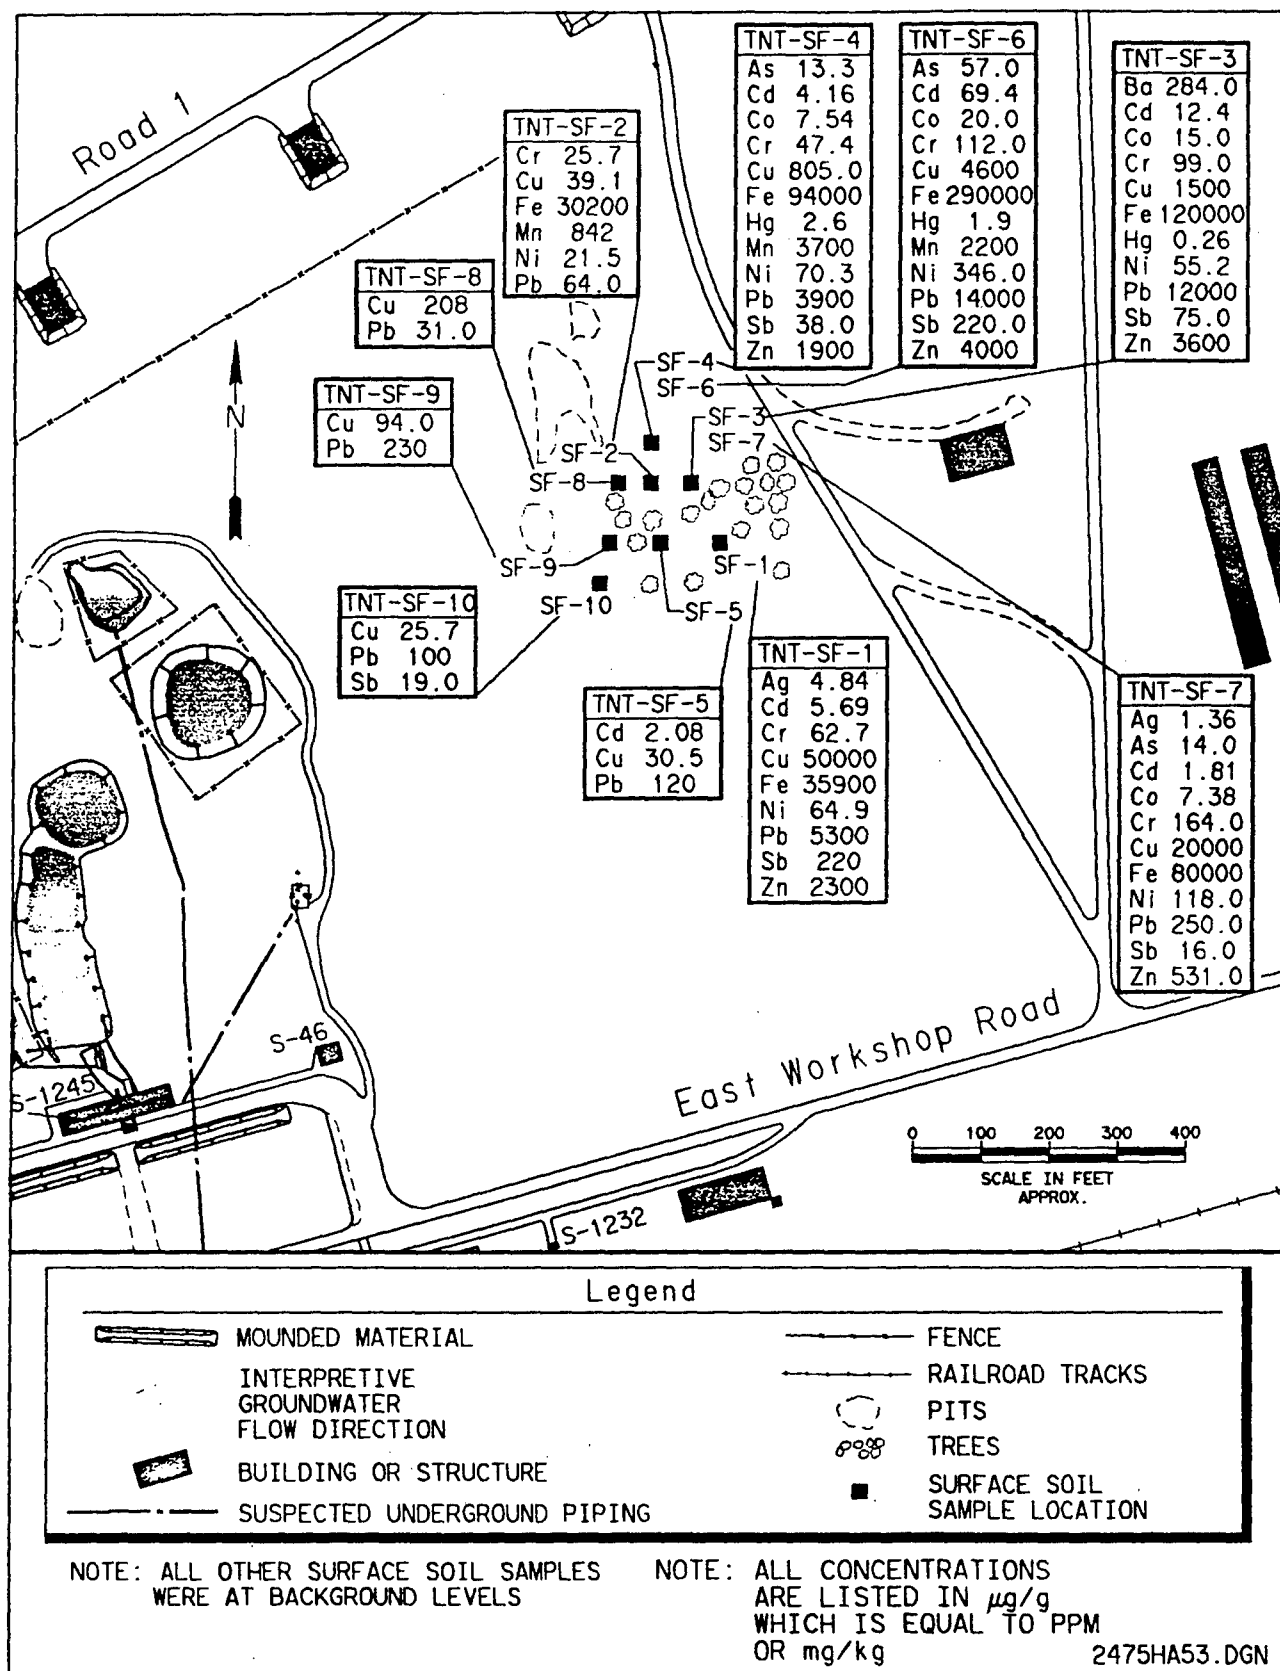 Road 1
TNT-SF-2
Cr 25.7
Cu 39.1
Fe 30200
Mn 842
Ni 21.5
Pb 64.0
TNT-SF-4
As 13.3
Cd 4.16
Co 7.54
Cr 47.4
Cu 805.0
Fe 94000
Hg 2.6
Mn 3700
Ni 70.3
Pb 3900
Sb 38.0
Zn 1900
TNT-SF-6
As 57.0
Cd 69.4
Co 20.0
Cr 112.0
Cu 4600
Fe 290000
Hg 1.9
Mn 2200
Ni 346.0
Pb 14000
Sb 220.0
Zn 4000
TNT-SF-3
Ba 284.0
Cd 12.4
Co 15.0
Cr 99.0
Cu 1500
Fe 120000
Hg 0.26
Ni 55.2
Pb 12000
Sb 75.0
Zn 3600
TNT-SF-8
Cu 208
Pb 31.0
TNT-SF-9
Cu 94.0
Pb 230
N
SF-4
SF-6
SF-3
SF-7
SF-2
SF-8
SF-9
SF-1
SF-10
SF-5
TNT-SF-10
Cu 25.7
Pb 100
Sb 19.0
TNT-SF-5
Cd 2.08
Cu 30.5
Pb 120
TNT-SF-1
Ag 4.84
Cd 5.69
Cr 62.7
Cu 50000
Fe 35900
Ni 64.9
Pb 5300
Sb 220
Zn 2300
TNT-SF-7
Ag 1.36
As 14.0
Cd 1.81
Co 7.38
Cr 164.0
Cu 20000
Fe 80000
Ni 118.0
Pb 250.0
Sb 16.0
Zn 531.0
S-46
S-1245
East Workshop Road
S-1232
0 100 200 300 400
SCALE IN FEET
APPROX.
Legend
MOUNDED MATERIAL
INTERPRETIVE
GROUNDWATER
FLOW DIRECTION
BUILDING OR STRUCTURE
SUSPECTED UNDERGROUND PIPING
FENCE
RAILROAD TRACKS
PITS
TREES
SURFACE SOIL
SAMPLE LOCATION
NOTE: ALL OTHER SURFACE SOIL SAMPLES
WERE AT BACKGROUND LEVELS
NOTE: ALL CONCENTRATIONS
ARE LISTED IN µg/g
WHICH IS EQUAL TO PPM
OR mg/kg
2475HA53.DGN